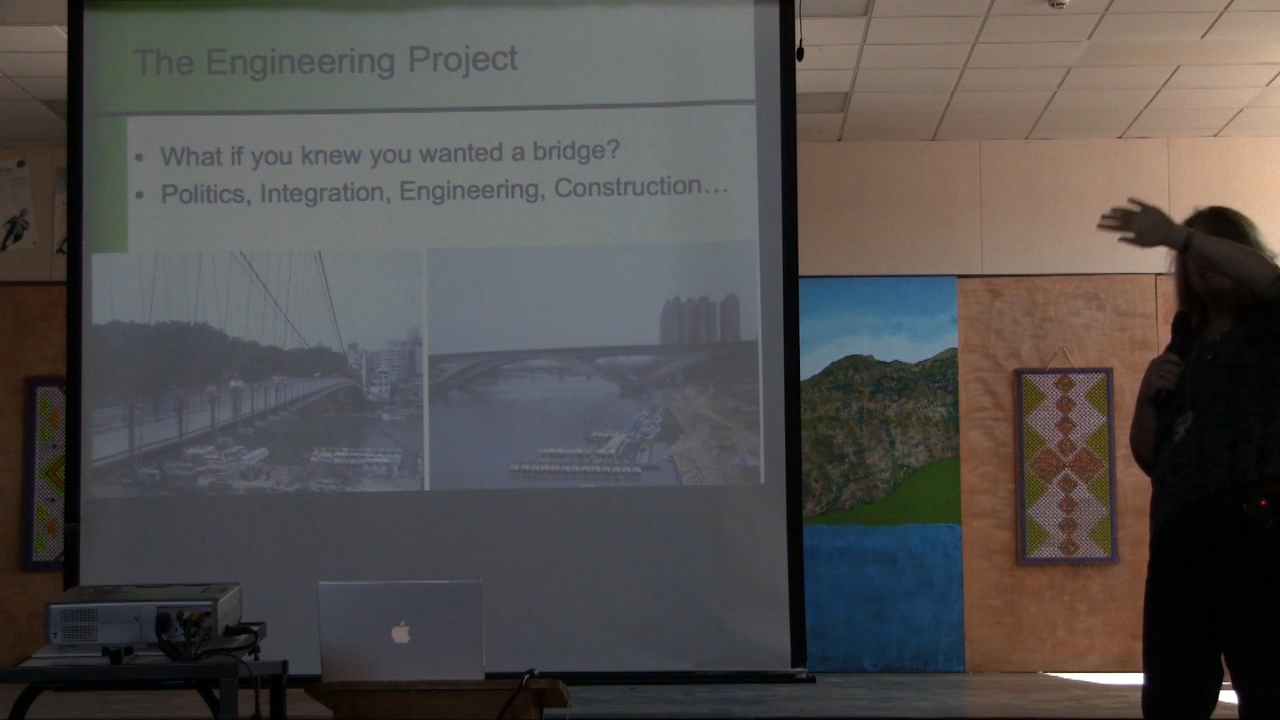 The Engineering Project
• What if you knew you wanted a bridge?
• Politics, Integration, Engineering, Construction...